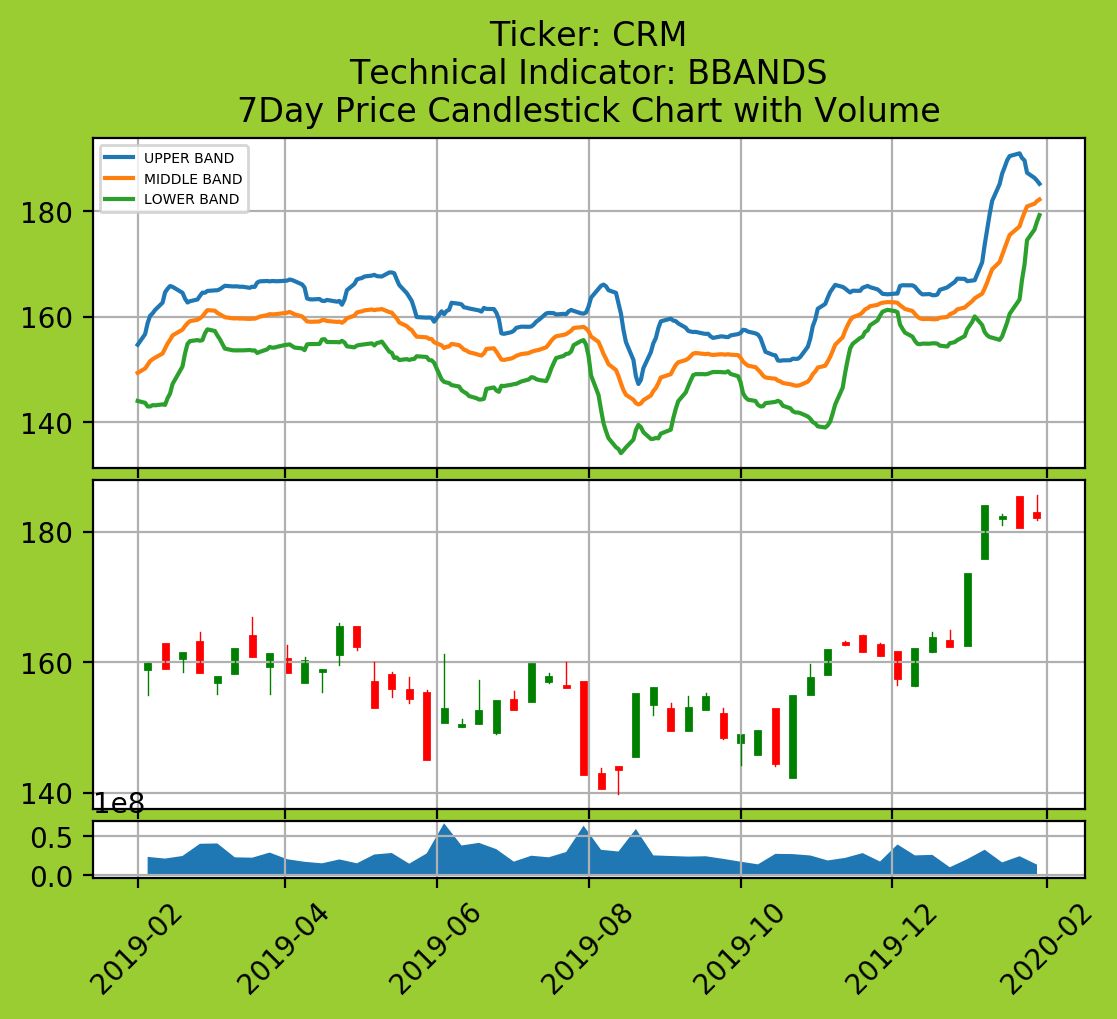 Ticker: CRM
Technical Indicator: BBANDS
7Day Price Candlestick Chart with Volume
UPPER BAND
MIDDLE BAND
LOWER BAND
180
160
140
180
160
140
1e8
0.5
0.0
2019-02
2019-04
2019-06
2019-08
2019-10
2019-12
2020-02